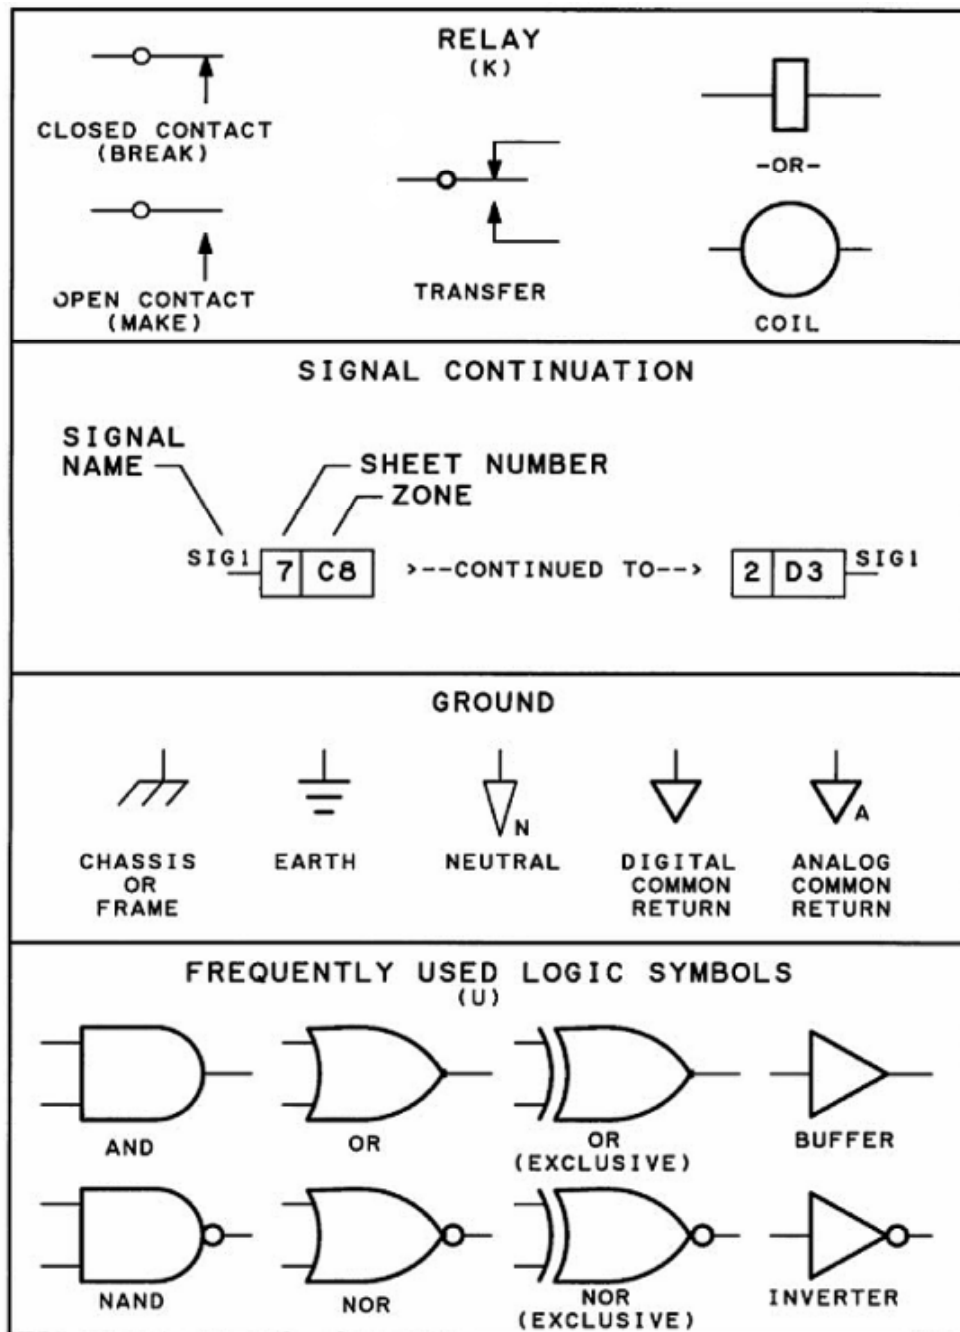 RELAY
(K)
CLOSED CONTACT
(BREAK)
OPEN CONTACT
(MAKE)
TRANSFER
-OR-
COIL
SIGNAL CONTINUATION
SIGNAL
NAME
SHEET NUMBER
ZONE
SIG1 7 C8 >--CONTINUED TO--> 2 D3 SIG1
GROUND
N
A
CHASSIS
OR
FRAME
EARTH
NEUTRAL
DIGITAL
COMMON
RETURN
ANALOG
COMMON
RETURN
FREQUENTLY USED LOGIC SYMBOLS
(U)
AND
OR
OR
(EXCLUSIVE)
BUFFER
NAND
NOR
NOR
(EXCLUSIVE)
INVERTER